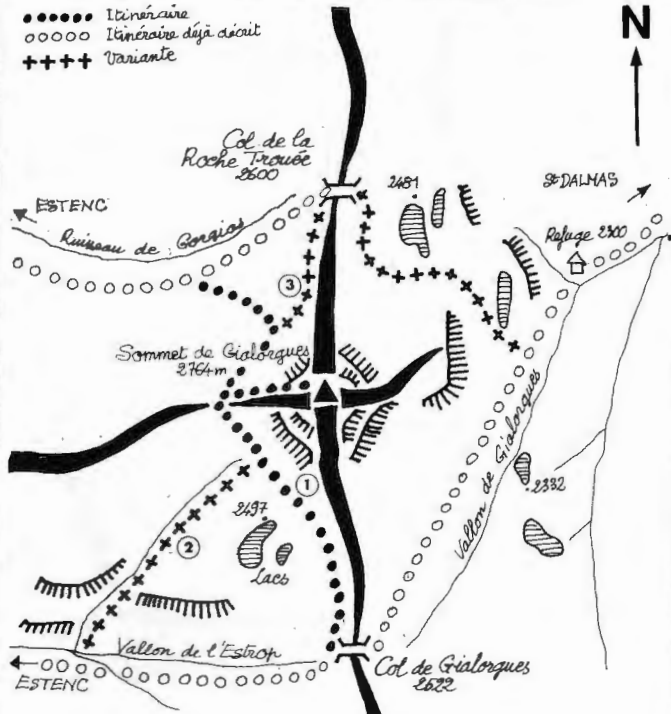 Itinéraire
Itinéraire déjà décrit
Variante
N
Col de la
Roche Trouée
2600
2481
St DALMAS
ESTENC
Ruisseau de Gorgias
Refuge 2300
3
Sommet de Gialorgues
2764m
Vallon de Gialorgues
1
2497
2332
2
Lacs
Vallon de l'Estrop
ESTENC
Col de Gialorgues
2522